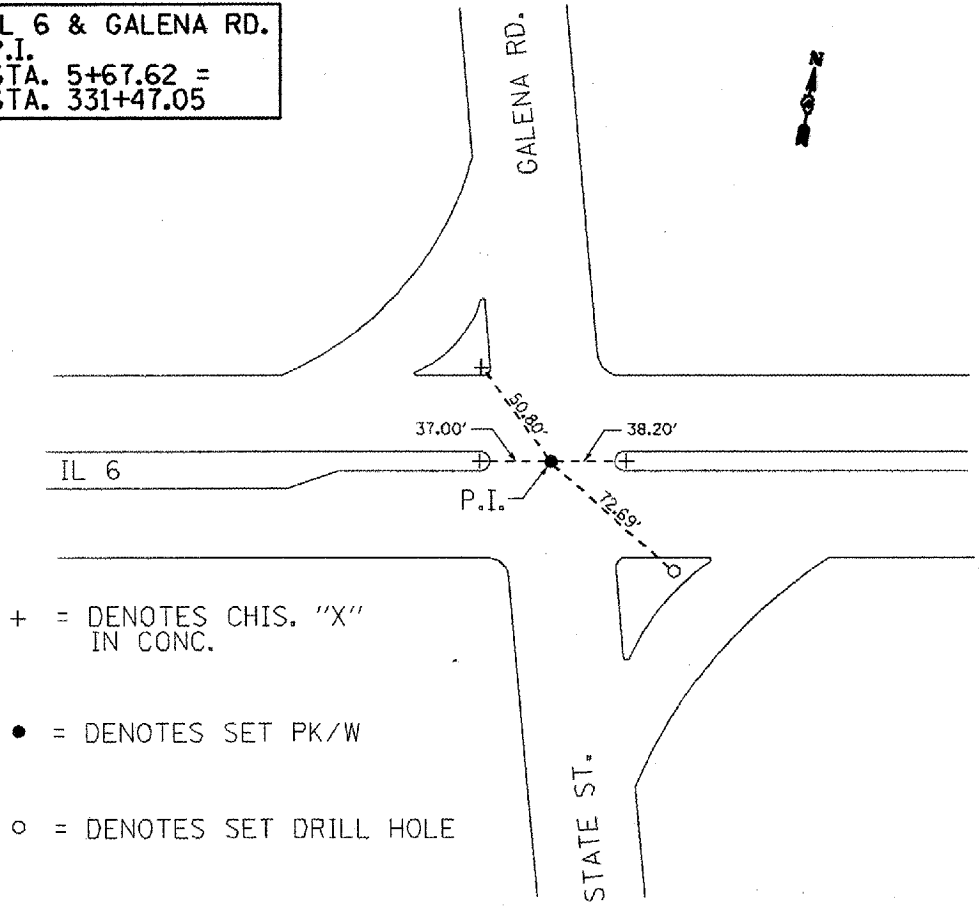 IL 6 & GALENA RD.
P.I.
STA. 5+67.62 =
STA. 331+47.05
GALENA RD.
N
50.80'
37.00'
38.20'
IL 6
P.I.
72.69'
+ = DENOTES CHIS. "X"
IN CONC.
● = DENOTES SET PK/W
○ = DENOTES SET DRILL HOLE
STATE ST.